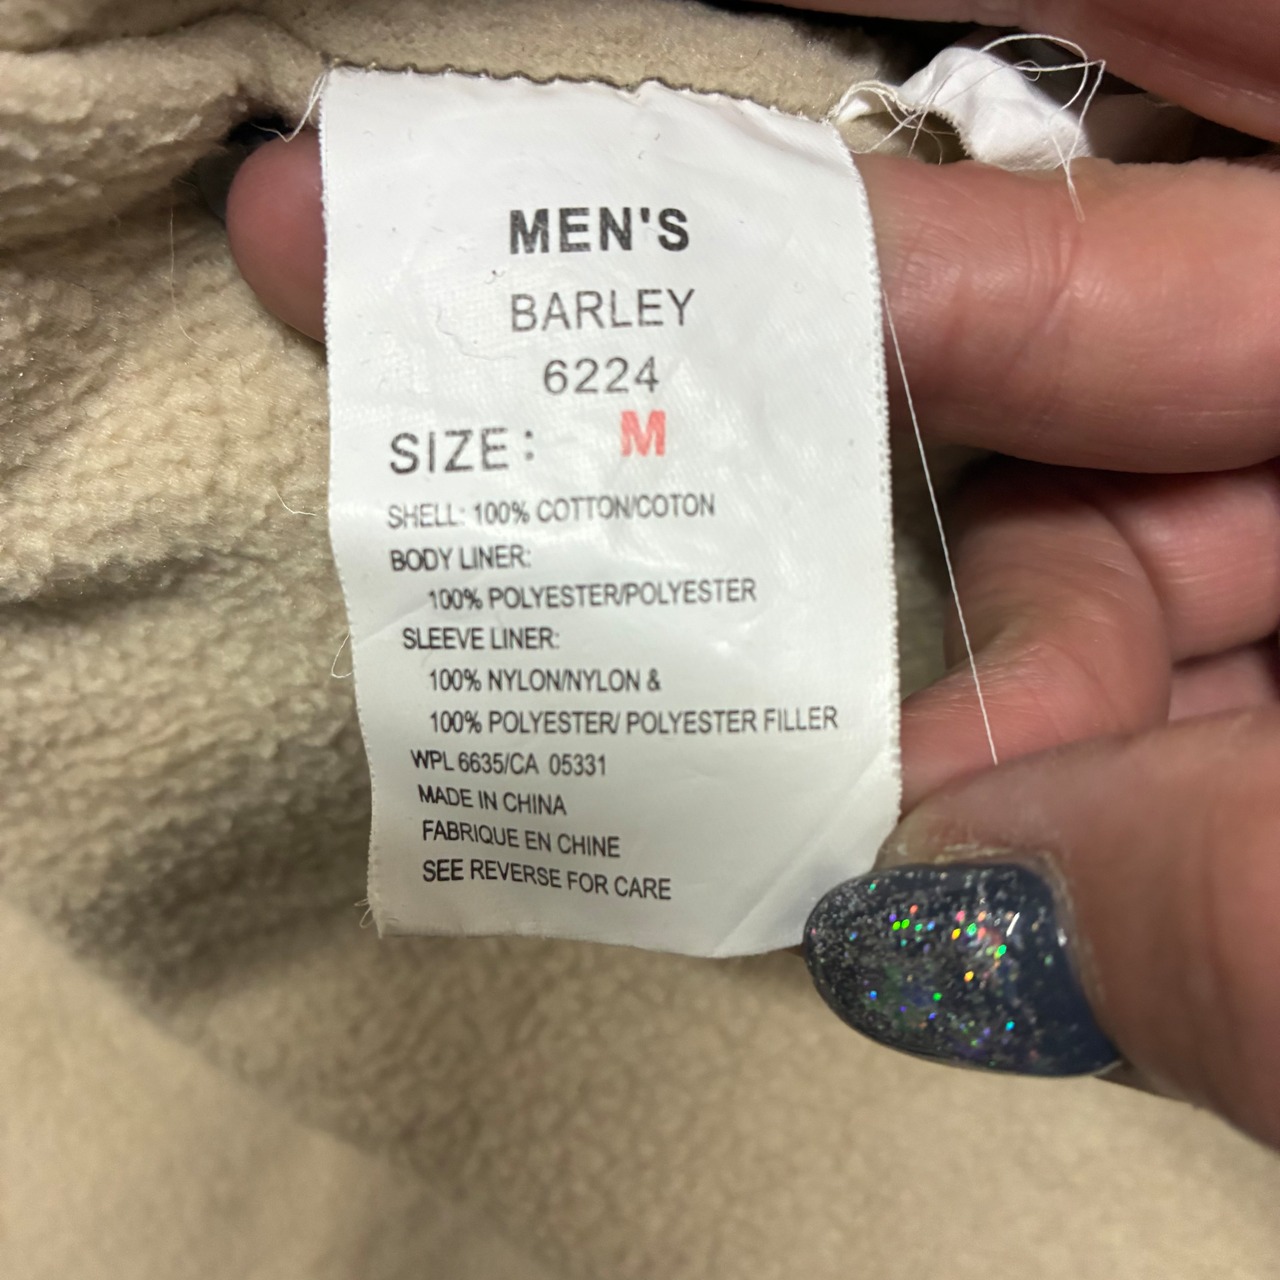 MEN'S
BARLEY
6224
SIZE: M
SHELL: 100% COTTON/COTON
BODY LINER:
100% POLYESTER/POLYESTER
SLEEVE LINER:
100% NYLON/NYLON &
100% POLYESTER/ POLYESTER FILLER
WPL 6635/CA 05331
MADE IN CHINA
FABRIQUE EN CHINE
SEE REVERSE FOR CARE